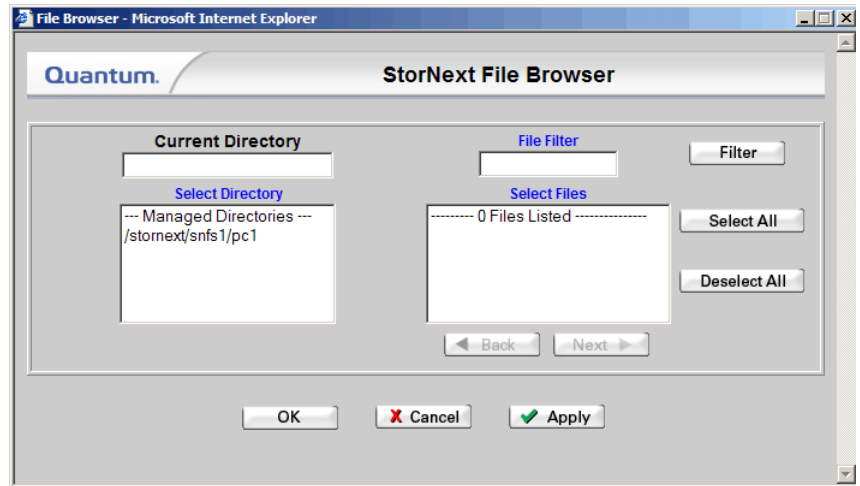 File Browser - Microsoft Internet Explorer
Quantum.
StorNext File Browser
Current Directory
File Filter
Filter
Select Directory
Select Files
--- Managed Directories ---
/stornext/snfs1/pc1
--------- 0 Files Listed ---------------
Select All
Deselect All
Back
Next
OK
Cancel
Apply